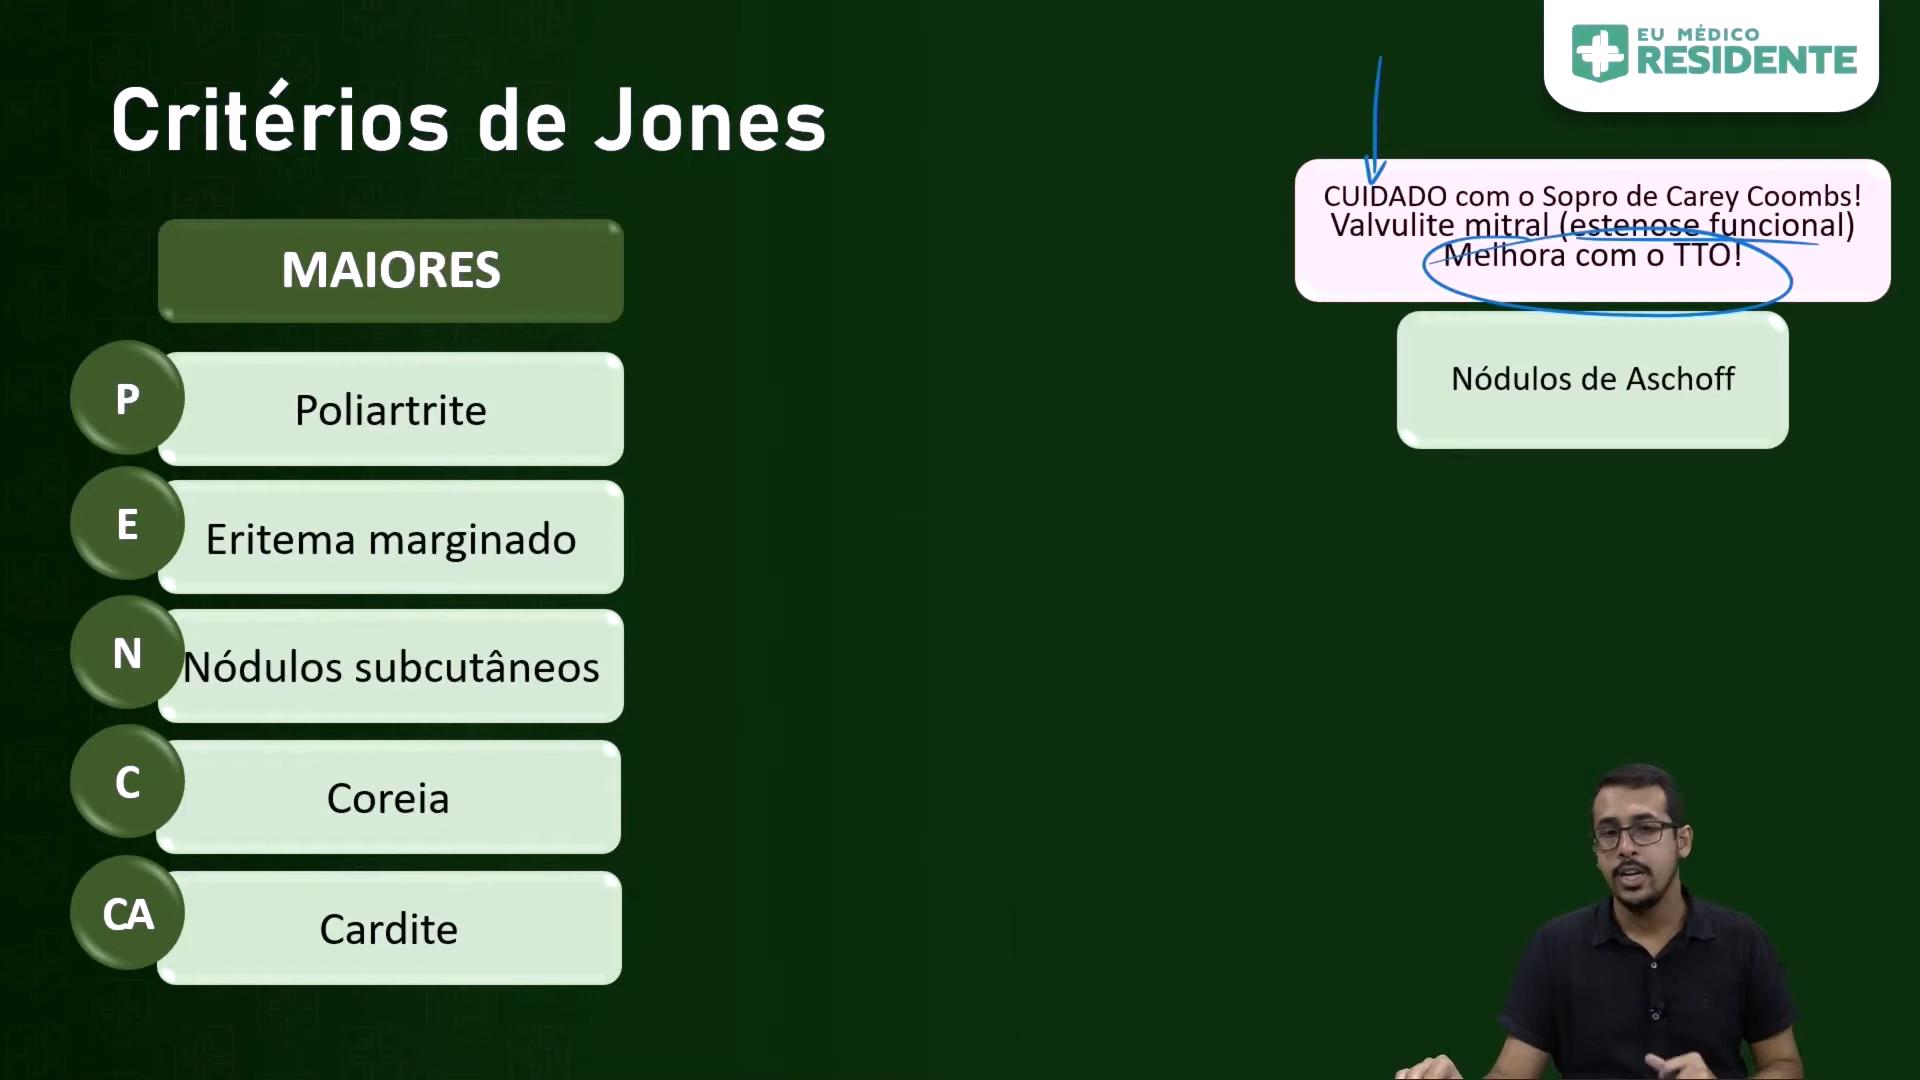 EU MÉDICO
RESIDENTE
Critérios de Jones
CUIDADO com o Sopro de Carey Coombs!
Valvulite mitral (estenose funcional)
Melhora com o TTO!
Nódulos de Aschoff
MAIORES
P
Poliartrite
E
Eritema marginado
N
Nódulos subcutâneos
C
Coreia
CA
Cardite